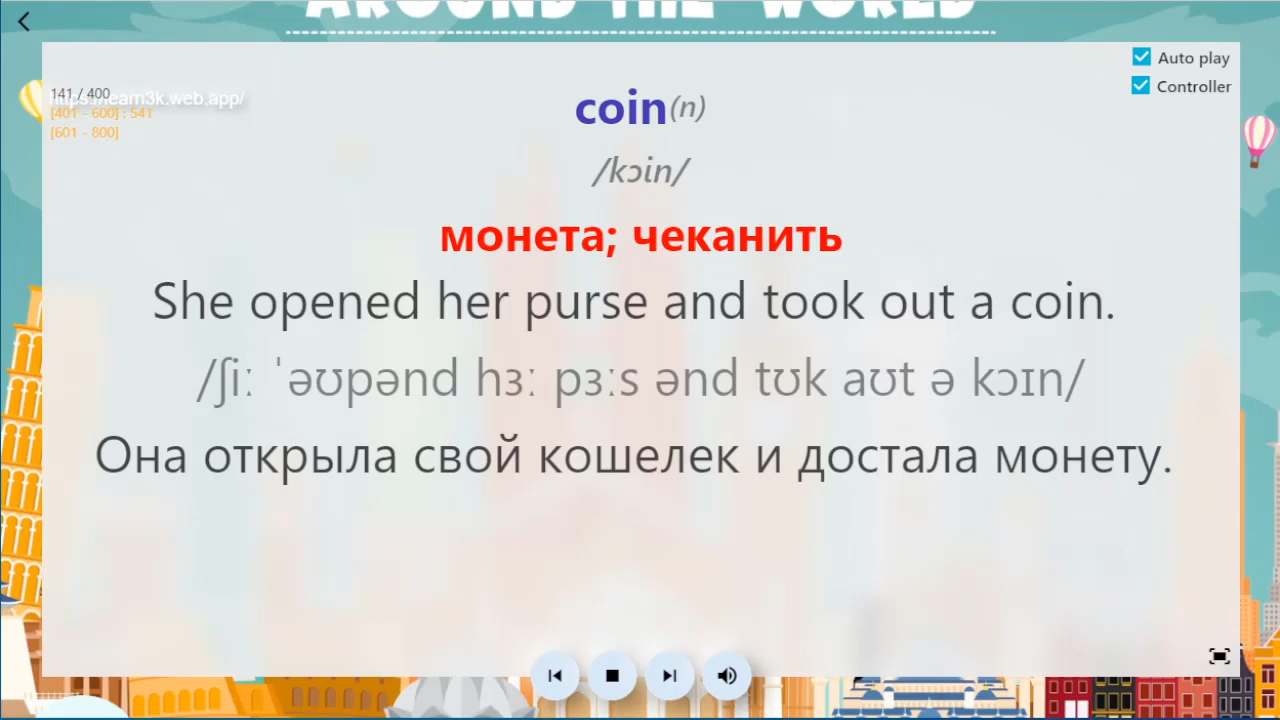 AROUND THE WORLD
Auto play
Controller
141 / 400
https://learn3k.web.app/
[401 - 600] : 541
[601 - 800]
coin(n)
/kɔin/
монета; чеканить
She opened her purse and took out a coin.
/ʃiː ˈəʊpənd hɜː pɜːs ənd tʊk aʊt ə kɔɪn/
Она открыла свой кошелек и достала монету.